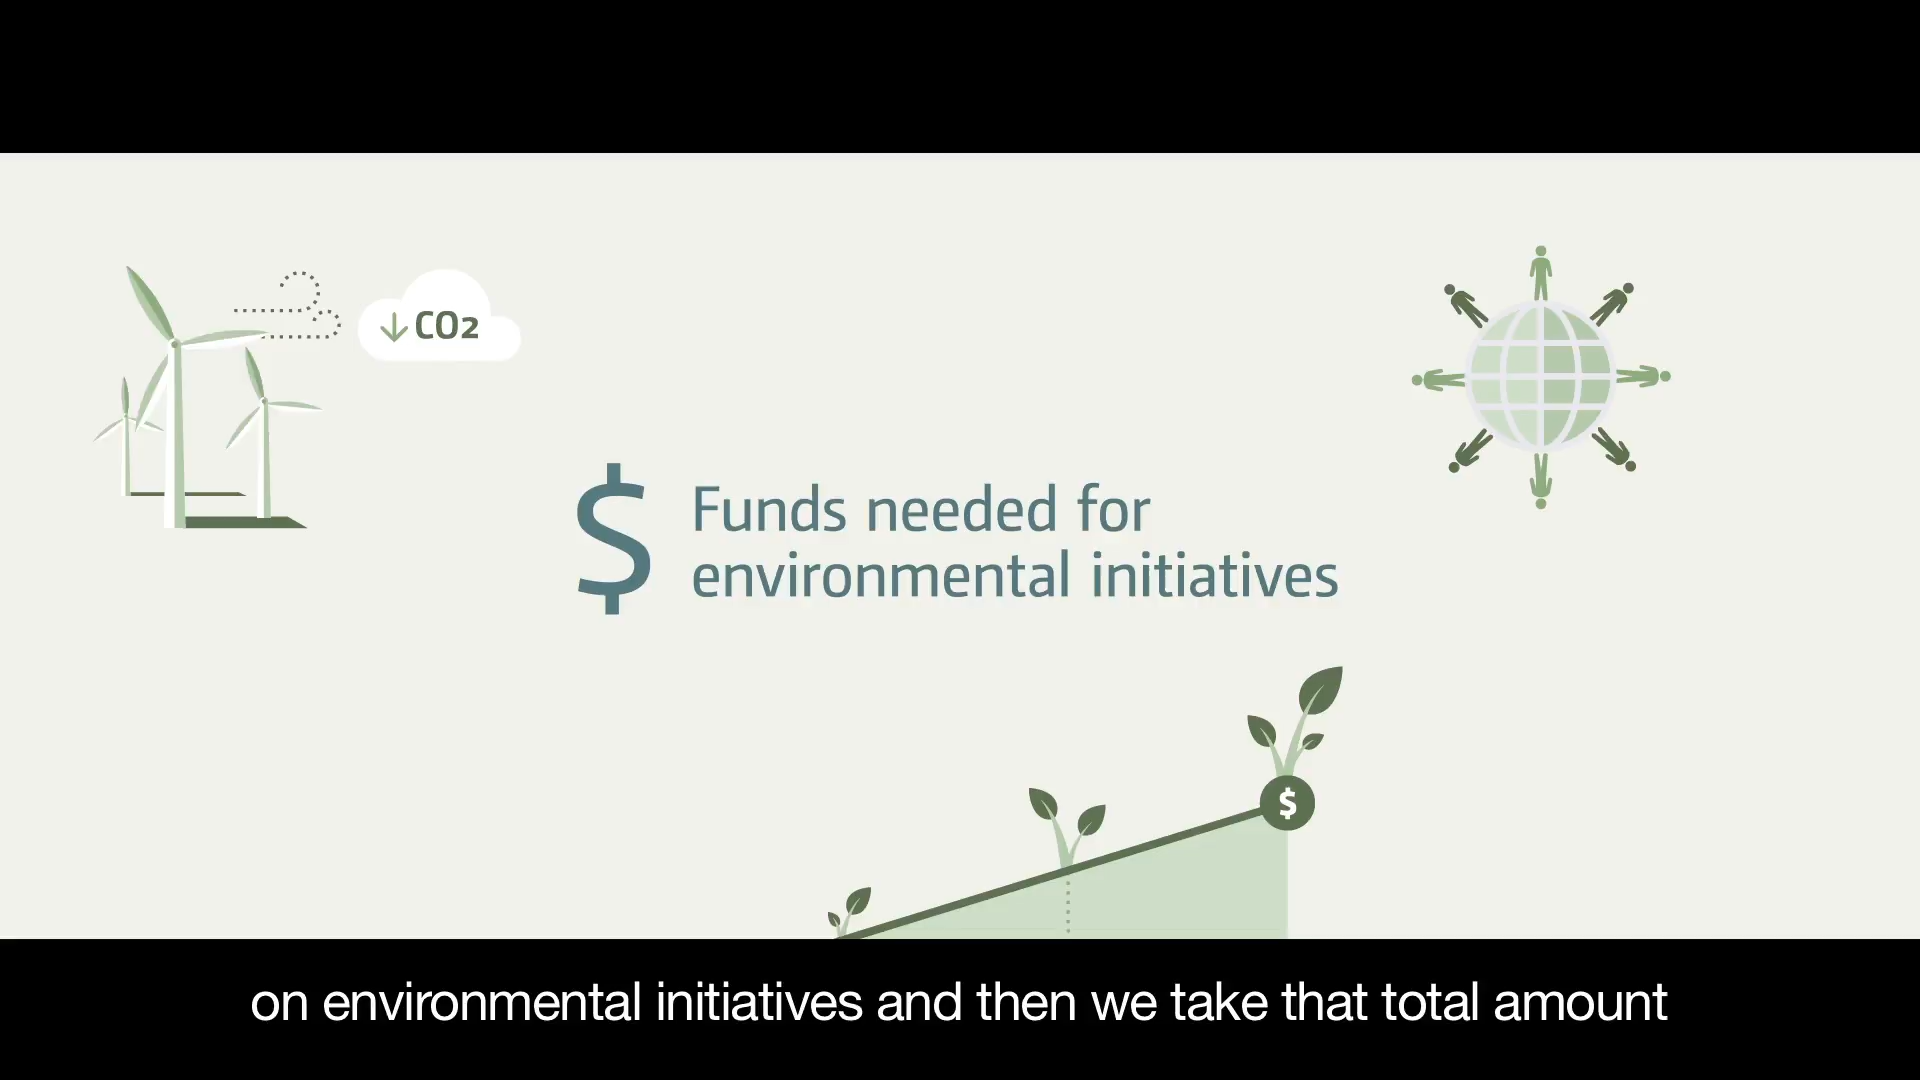 CO2
$ Funds needed for
environmental initiatives
$
on environmental initiatives and then we take that total amount